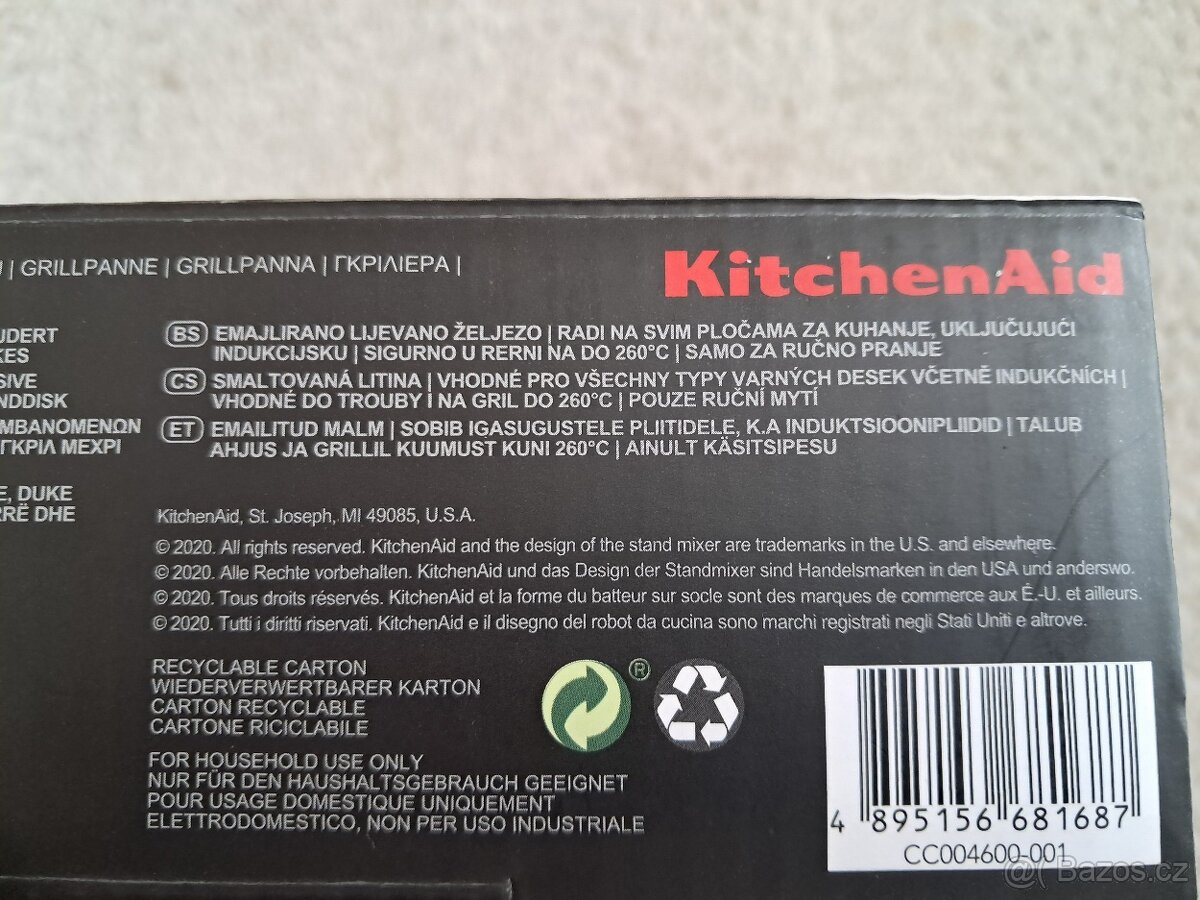 | GRILLPANNE | GRILLPANNA | ΓΚΡΙΛΙΕΡΑ |
KitchenAid
UDERT
KES
SIVE
NDDISK
ΜΒΑΝΟΜΕΝΩΝ
ΓΚΡΙΛ ΜΕΧΡΙ
E, DUKE
RRË DHE
BS EMAJLIRANO LIJEVANO ŽELJEZO | RADI NA SVIM PLOČAMA ZA KUHANJE, UKLJUČUJUĆI
INDUKCIJSKU | SIGURNO U RERNI NA DO 260°C | SAMO ZA RUČNO PRANJE
CS SMALTOVANÁ LITINA | VHODNÉ PRO VŠECHNY TYPY VARNÝCH DESEK VČETNĚ INDUKČNÍCH |
VHODNÉ DO TROUBY I NA GRIL DO 260°C | POUZE RUČNÍ MYTÍ
ET EMAILITUD MALM | SOBIB IGASUGUSTELE PLIITIDELE, K.A INDUKTSIOONIPLIIDID | TALUB
AHJUS JA GRILLIL KUUMUST KUNI 260°C | AINULT KÄSITSIPESU
KitchenAid, St. Joseph, MI 49085, U.S.A.
© 2020. All rights reserved. KitchenAid and the design of the stand mixer are trademarks in the U.S. and elsewhere.
© 2020. Alle Rechte vorbehalten. KitchenAid und das Design der Standmixer sind Handelsmarken in den USA und anderswo.
© 2020. Tous droits réservés. KitchenAid et la forme du batteur sur socle sont des marques de commerce aux É.-U. et ailleurs.
© 2020. Tutti i diritti riservati. KitchenAid e il disegno del robot da cucina sono marchi registrati negli Stati Uniti e altrove.
RECYCLABLE CARTON
WIEDERVERWERTBARER KARTON
CARTON RECYCLABLE
CARTONE RICICLABILE
®
FOR HOUSEHOLD USE ONLY
NUR FÜR DEN HAUSHALTSGEBRAUCH GEEIGNET
POUR USAGE DOMESTIQUE UNIQUEMENT
ELETTRODOMESTICO, NON PER USO INDUSTRIALE
4 895156 681687
CC004600-001
@( Bazos.cz